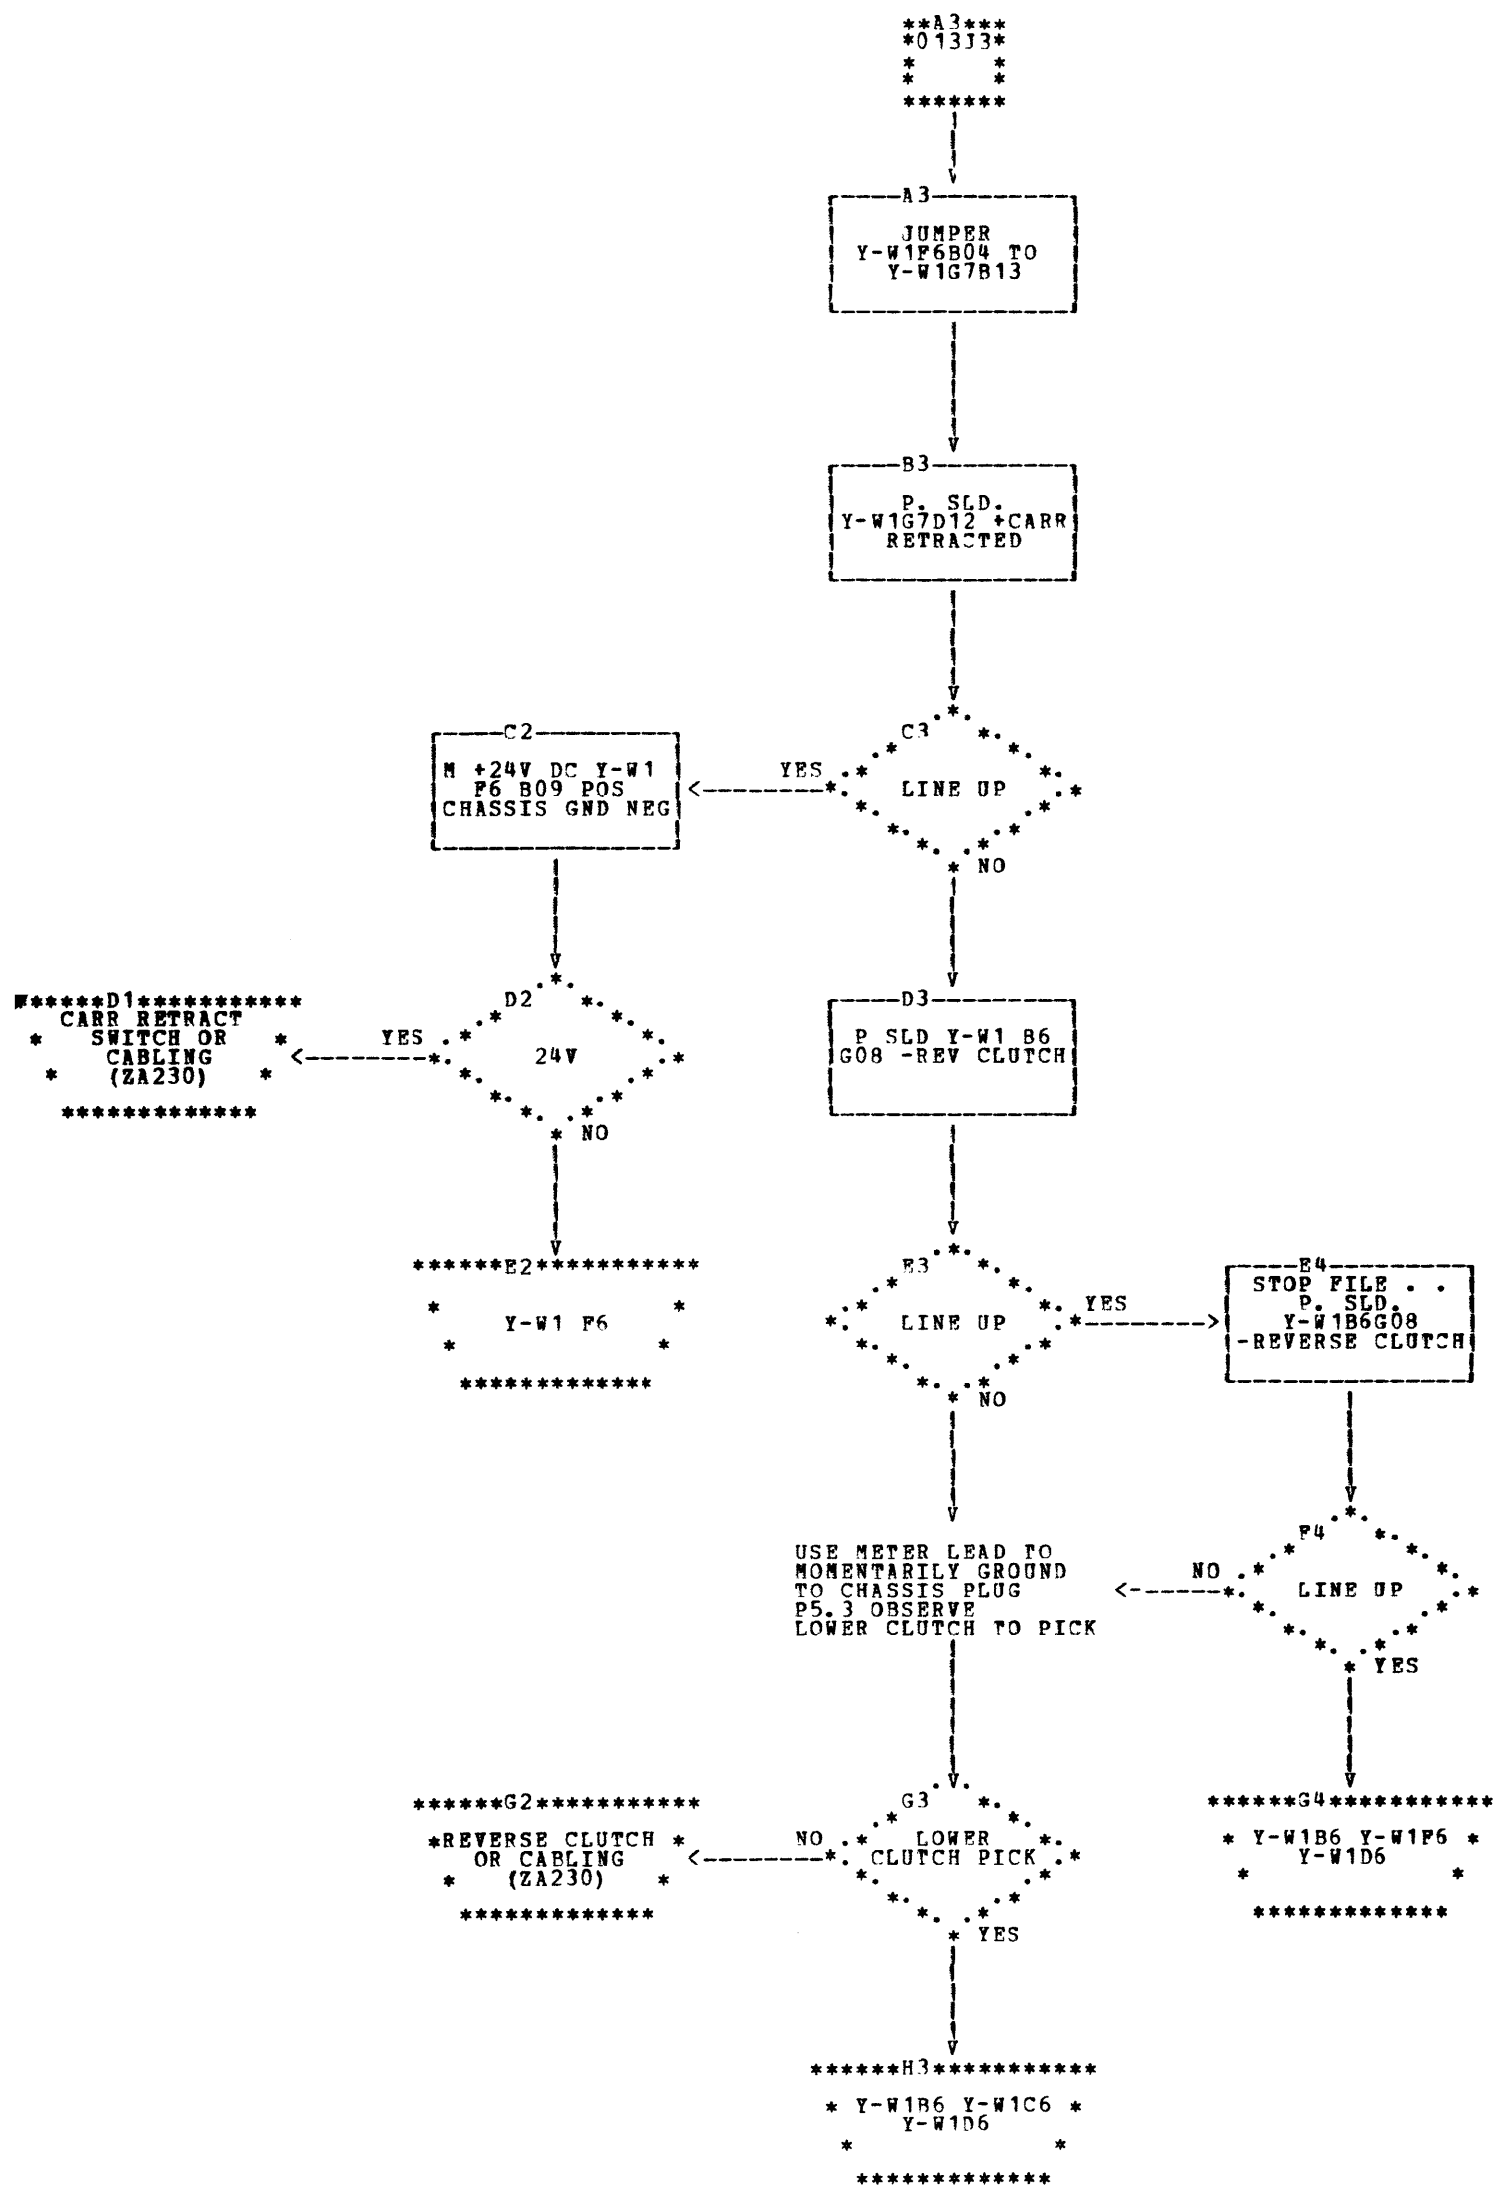 **A3***
*013J3*
*     *
*     *
*******
A3
JUMPER
Y-W1F6B04 TO
Y-W1G7B13
B3
P. SLD.
Y-W1G7D12 +CARR
RETRACTED
C3
LINE UP
YES
NO
C2
M +24V DC Y-W1
F6 B09 POS
CHASSIS GND NEG
D2
24V
YES
NO
******D1***********
CARR RETRACT
SWITCH OR
CABLING
(ZA230)
*************
D3
P SLD Y-W1 B6
G08 -REV CLUTCH
******E2***********
Y-W1 F6
*************
E3
LINE UP
YES
NO
E4
STOP FILE . .
P. SLD.
Y-W1B6G08
-REVERSE CLUTCH
USE METER LEAD TO
MOMENTARILY GROUND
TO CHASSIS PLUG
P5.3 OBSERVE
LOWER CLUTCH TO PICK
F4
LINE UP
NO
YES
******G2***********
*REVERSE CLUTCH *
OR CABLING
* (ZA230) *
*************
G3
LOWER
CLUTCH PICK
NO
YES
******G4***********
* Y-W1B6 Y-W1F6 *
Y-W1D6
*************
******H3***********
* Y-W1B6 Y-W1C6 *
Y-W1D6
*************